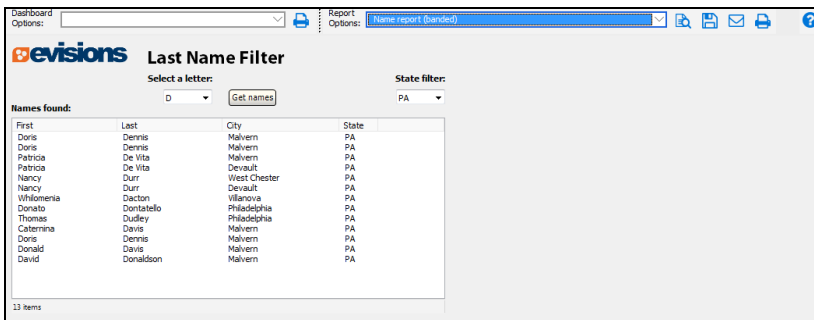 Dashboard Options:
Report Options: Name report (banded)
evisions Last Name Filter
Select a letter: State filter:
D Get names PA
Names found:
First Last City State
Doris Dennis Malvern PA
Doris Dennis Malvern PA
Patricia De Vita Malvern PA
Patricia De Vita Devault PA
Nancy Durr West Chester PA
Nancy Durr Devault PA
Whilomenia Dacton Villanova PA
Donato Dontatello Philadelphia PA
Thomas Dudley Philadelphia PA
Caternina Davis Malvern PA
Doris Dennis Malvern PA
Donald Davis Malvern PA
David Donaldson Malvern PA
13 items